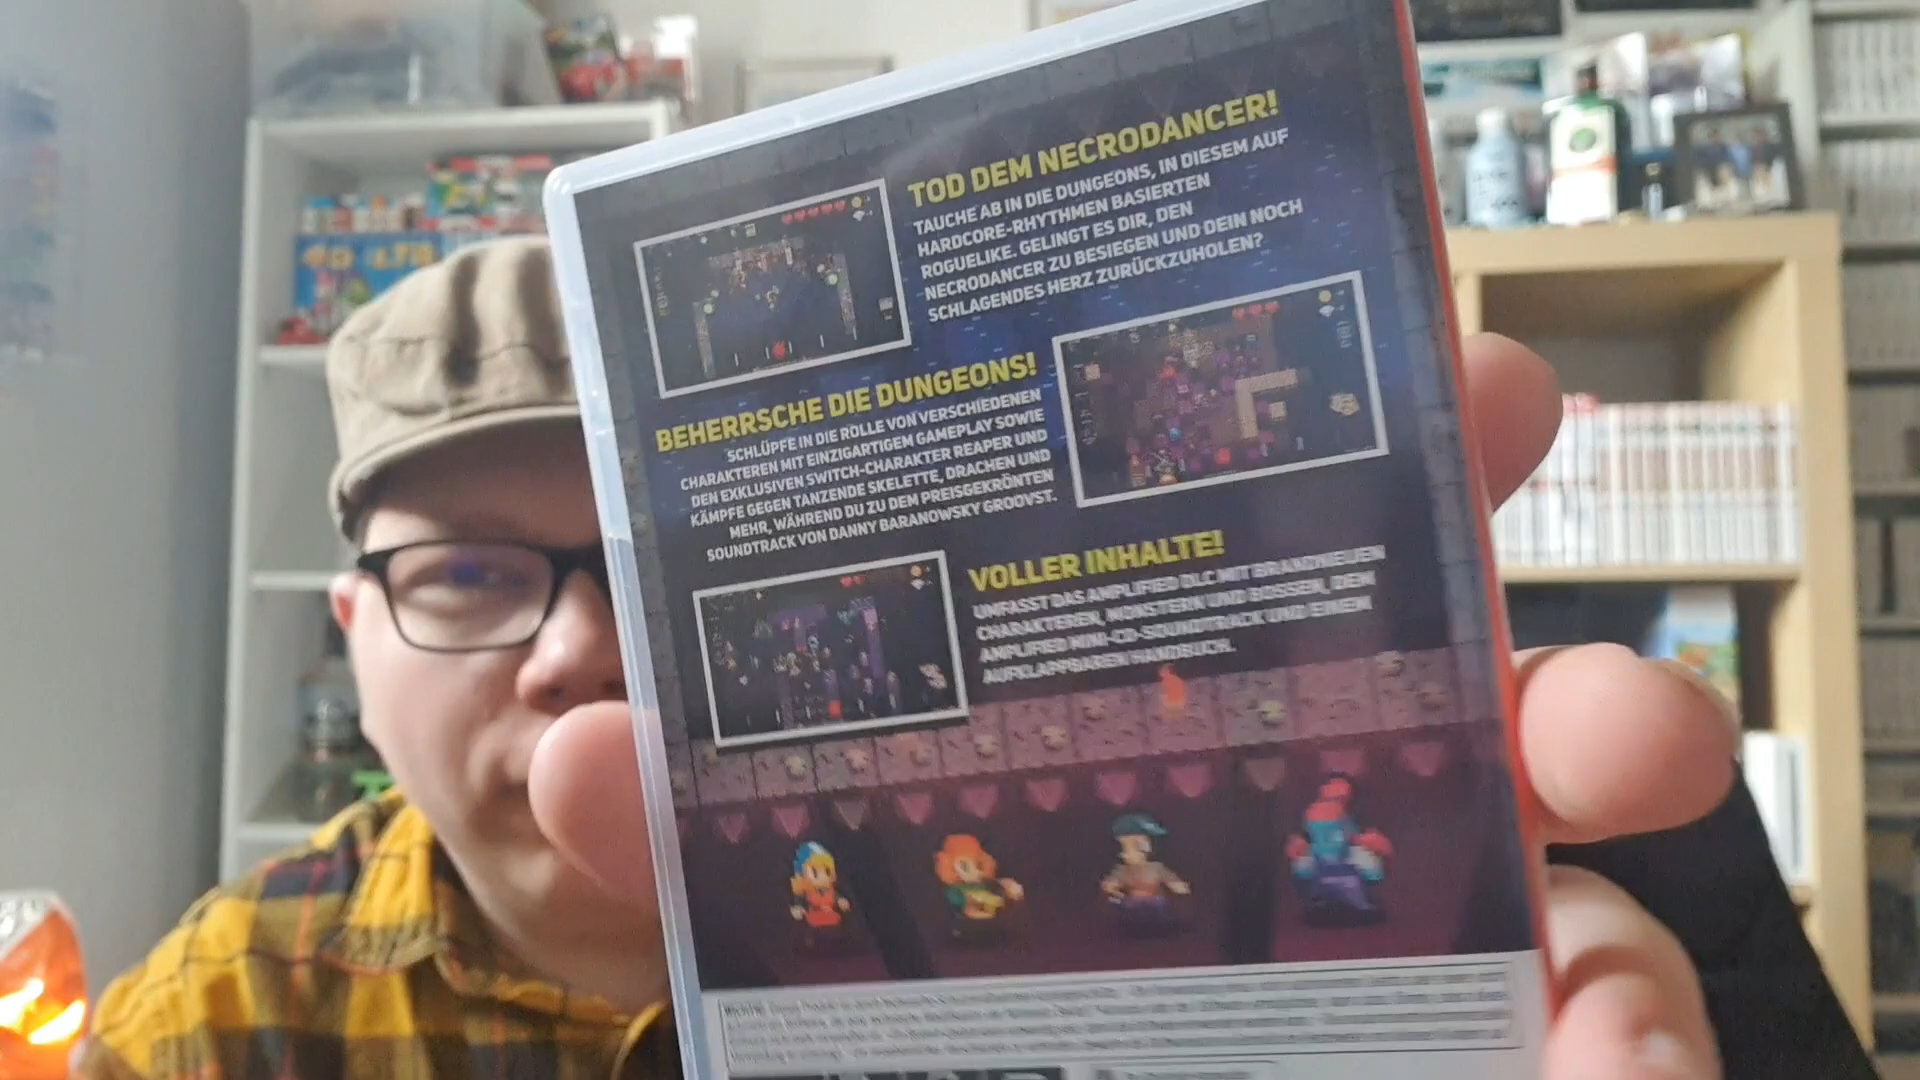 TOD DEM NECRODANCER!
TAUCHE AB IN DIE DUNGEONS, IN DIESEM AUF
HARDCORE-RHYTHMEN BASIERTEN
ROGUELIKE. GELINGT ES DIR, DEN
NECRODANCER ZU BESIEGEN UND DEIN NOCH
SCHLAGENDES HERZ ZURÜCKZUHOLEN?
BEHERRSCHE DIE DUNGEONS!
SCHLÜPFE IN DIE ROLLE VON VERSCHIEDENEN
CHARAKTEREN MIT EINZIGARTIGEM GAMEPLAY SOWIE
DEN EXKLUSIVEN SWITCH-CHARAKTER REAPER UND
KÄMPFE GEGEN TANZENDE SKELETTE, DRACHEN UND
MEHR, WÄHREND DU ZU DEM PREISGEKRÖNTEN
SOUNDTRACK VON DANNY BARANOWSKY GROOVST.
VOLLER INHALTE!
UMFASST DAS AMPLIFIED DLC MIT BRANDNEUEN
CHARAKTEREN, MONSTERN UND BOSSEN, DEM
AMPLIFIED MINI-CD-SOUNDTRACK UND EINEM
AUFKLAPPBAREN HANDBUCH.